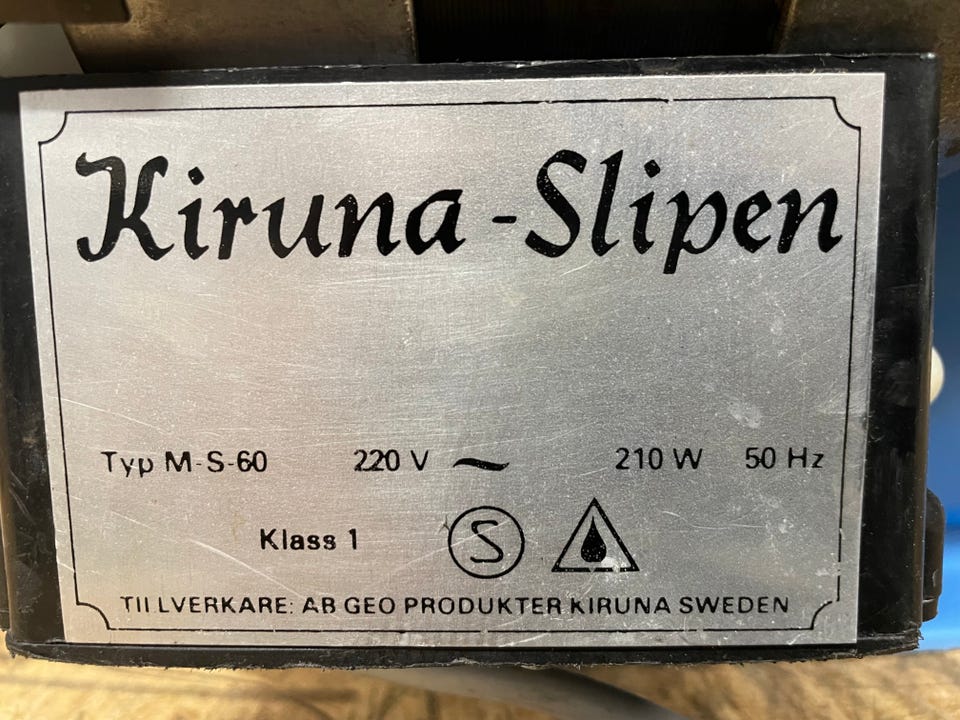 Kiruna-Slipen
Typ M-S-60 220 V ~ 210 W 50 Hz
Klass 1 S
TILLVERKARE: AB GEO PRODUKTER KIRUNA SWEDEN